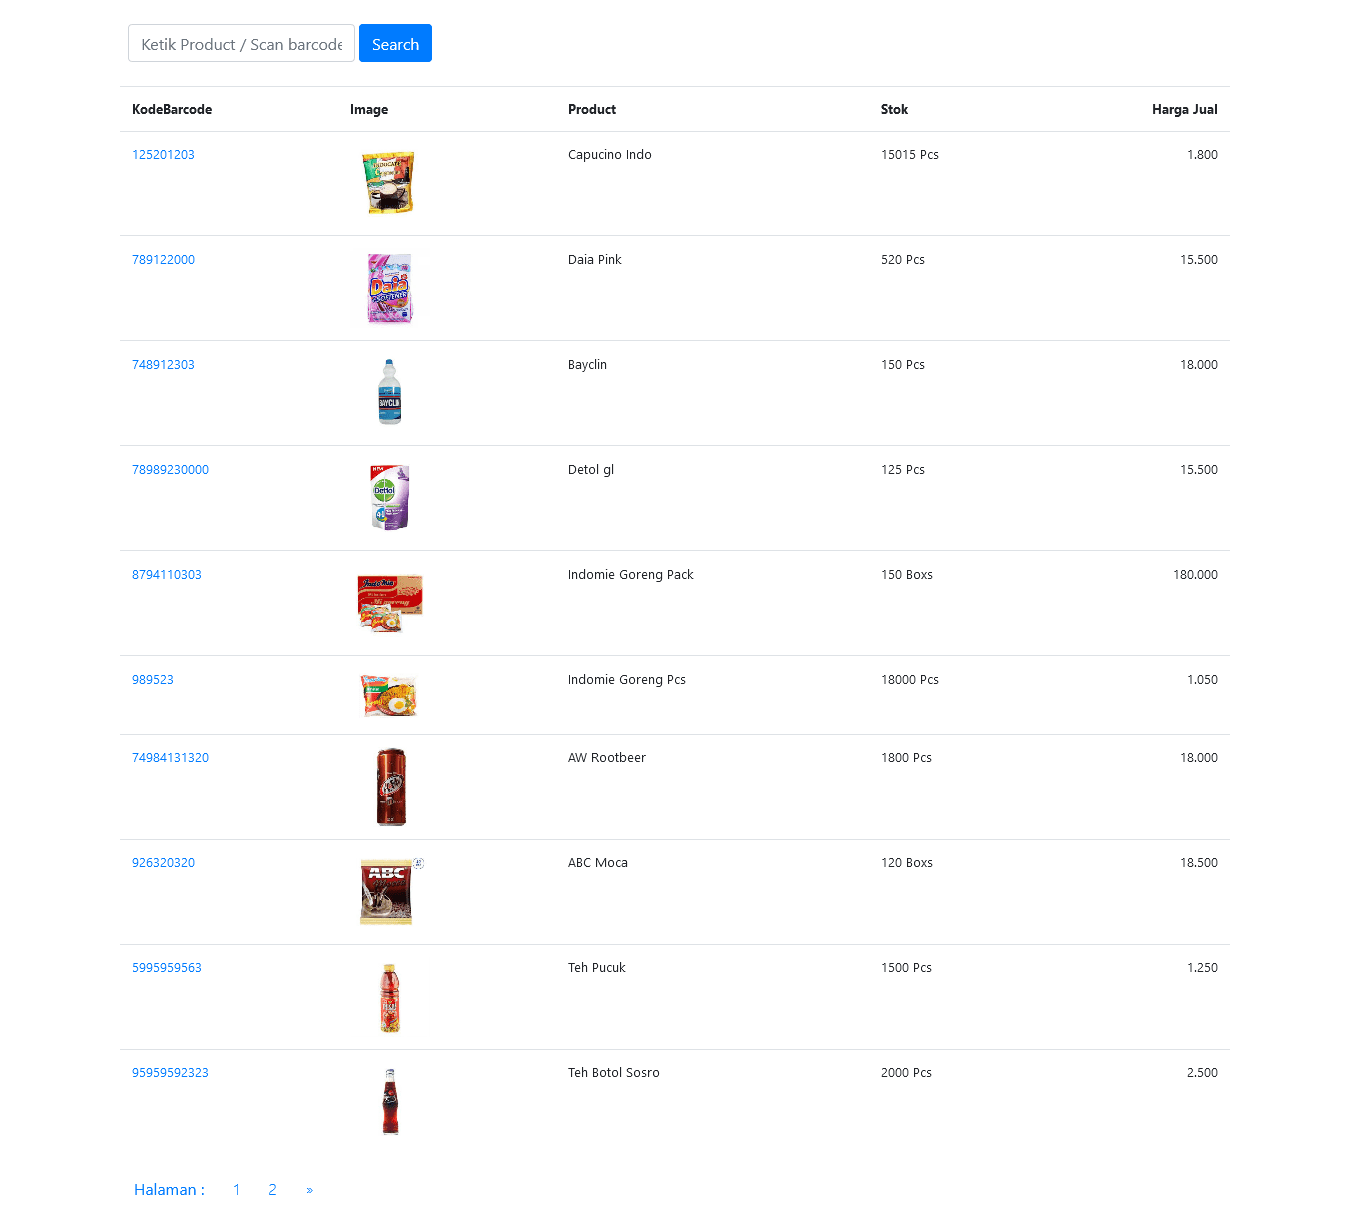 Ketik Product / Scan barcode Search
KodeBarcode Image Product Stok Harga Jual
125201203 Capucino Indo 15015 Pcs 1.800
789122000 Daia Pink 520 Pcs 15.500
Daia
748912303 Bayclin 150 Pcs 18.000
BAYCLIN
78989230000 Detol gl 125 Pcs 15.500
Dettol
8794110303 Indomie Goreng Pack 150 Boxs 180.000
989523 Indomie Goreng Pcs 18000 Pcs 1.050
74984131320 AW Rootbeer 1800 Pcs 18.000
926320320 ABC Moca 120 Boxs 18.500
ABC
5995959563 Teh Pucuk 1500 Pcs 1.250
95959592323 Teh Botol Sosro 2000 Pcs 2.500
Halaman : 1 2 »